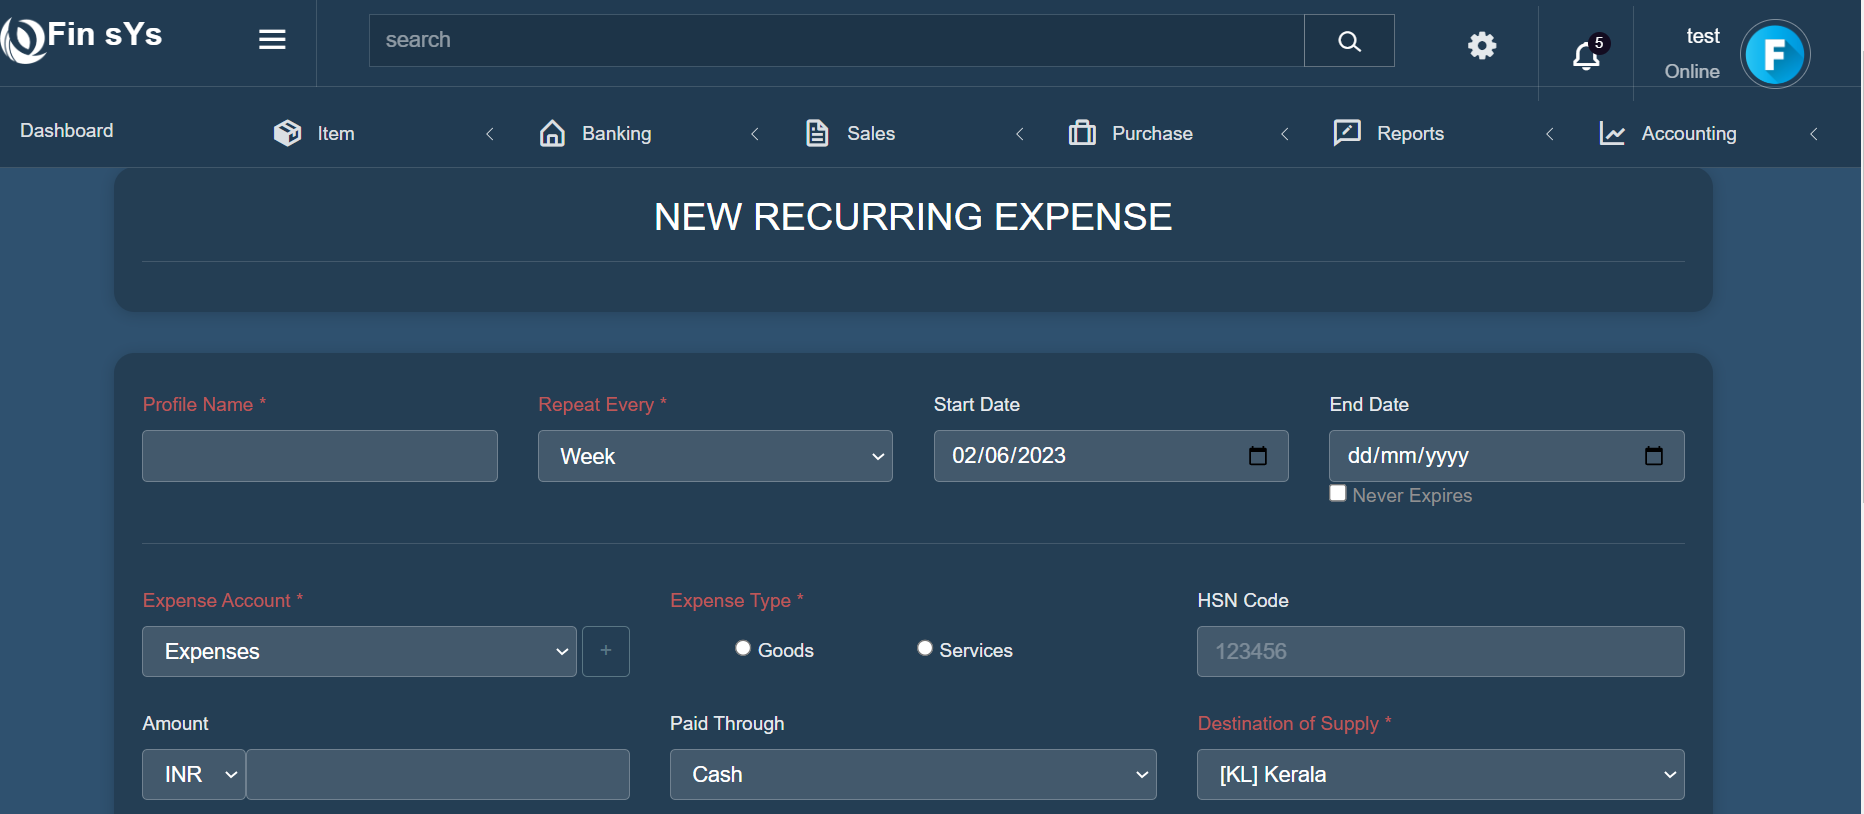 Fin sYs
search
5
test
Online
F
Dashboard
Item
Banking
Sales
Purchase
Reports
Accounting
NEW RECURRING EXPENSE
Profile Name *
Repeat Every *
Start Date
End Date
Week
02/06/2023
dd/mm/yyyy
Never Expires
Expense Account *
Expense Type *
HSN Code
Expenses
+
Goods
Services
123456
Amount
Paid Through
Destination of Supply *
INR
Cash
[KL] Kerala